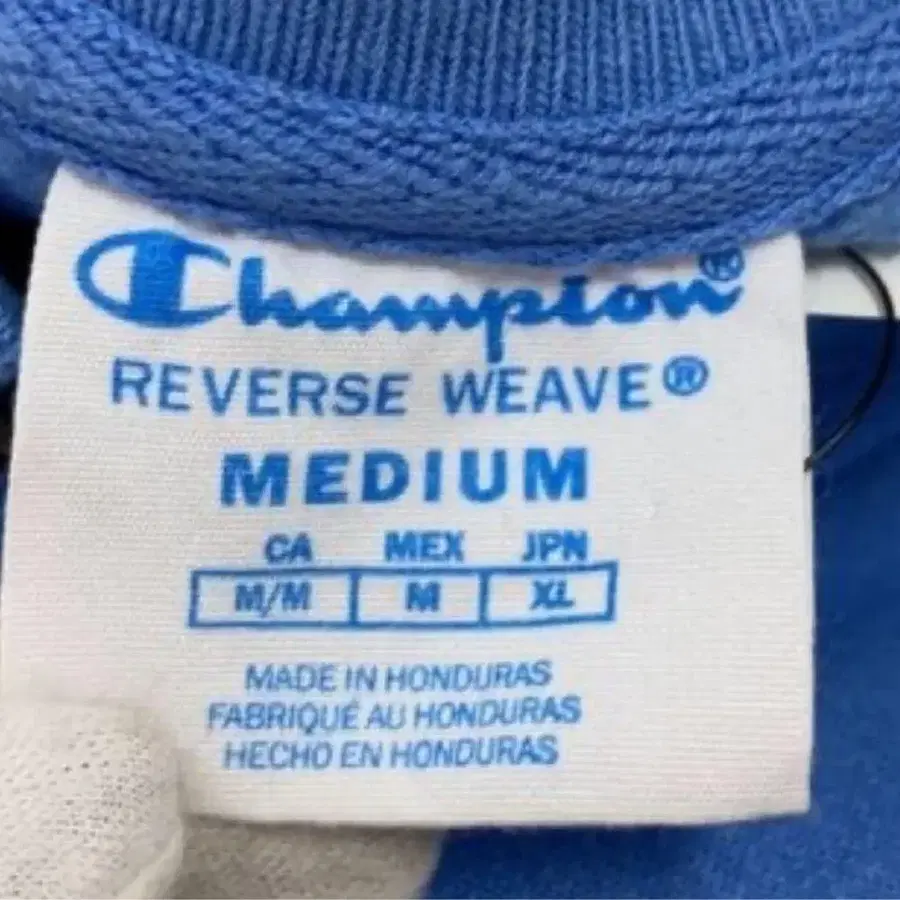 Champion®
REVERSE WEAVE®
MEDIUM
CA MEX JPN
M/M M XL
MADE IN HONDURAS
FABRIQUÉ AU HONDURAS
HECHO EN HONDURAS